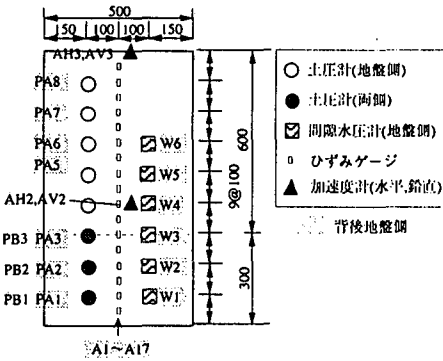 500
150 100 100 150
AH3,AV3
PA8
PA7
PA6
PA5
AH2,AV2
PB3 PA3
PB2 PA2
PB1 PA1
W6
W5
W4
W3
W2
W1
A1〜A17
600
9@100
300
土圧計(地盤側)
土圧計(両側)
間隙水圧計(地盤側)
ひずみゲージ
加速度計(水平,鉛直)
背後地盤側